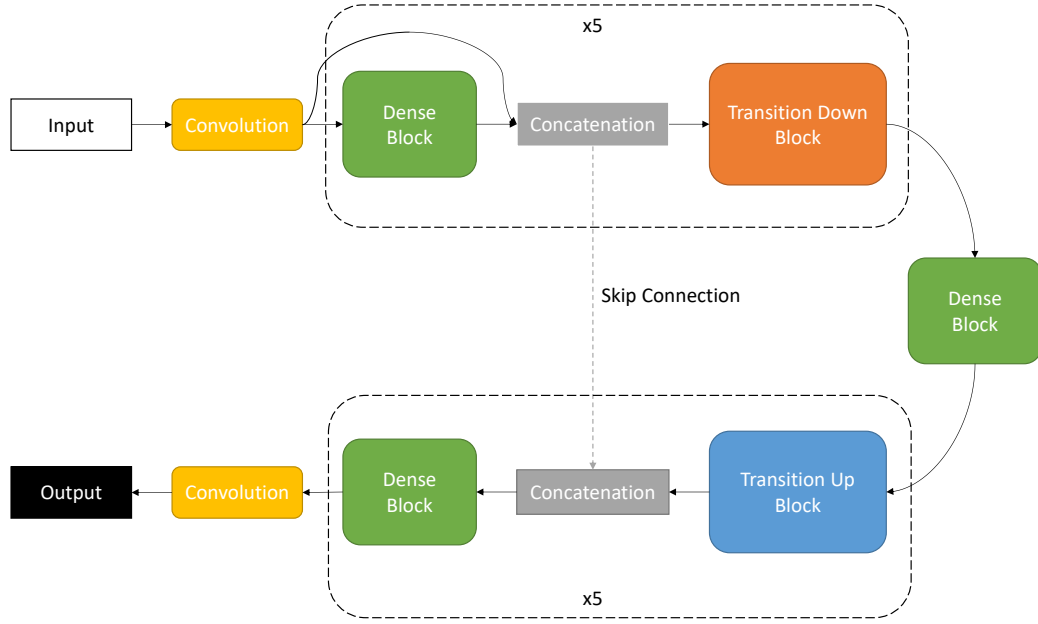 x5
Input
Convolution
Dense
Block
Concatenation
Transition Down
Block
Skip Connection
Dense
Block
Output
Convolution
Dense
Block
Concatenation
Transition Up
Block
x5